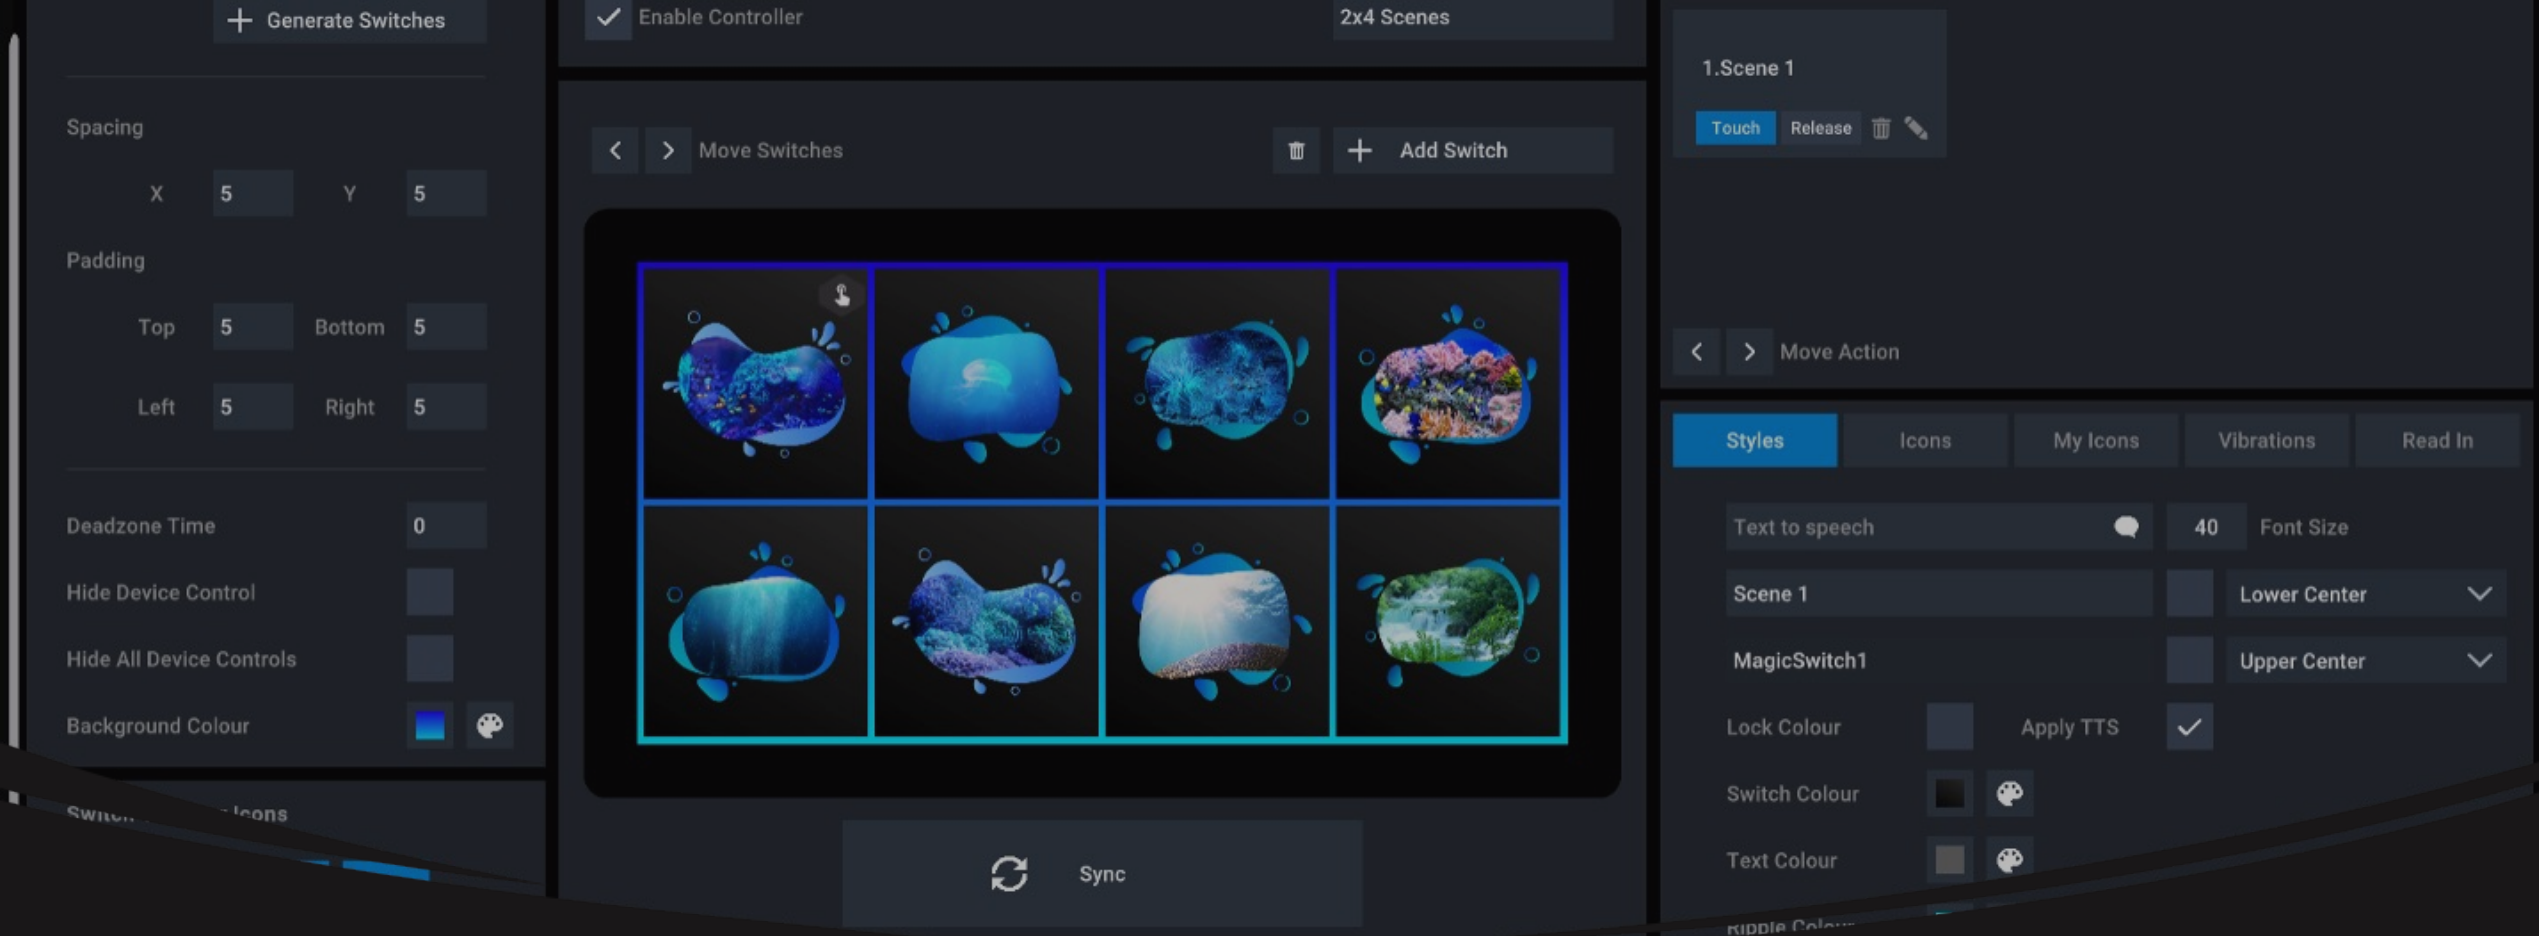 Generate Switches
Spacing
X 5 Y 5
Padding
Top 5 Bottom 5
Left 5 Right 5
Deadzone Time 0
Hide Device Control
Hide All Device Controls
Background Colour
Icons
Enable Controller 2x4 Scenes
Move Switches Add Switch
Sync
1.Scene 1
Touch Release
Move Action
Styles Icons My Icons Vibrations Read In
Text to speech 40 Font Size
Scene 1 Lower Center
MagicSwitch1 Upper Center
Lock Colour Apply TTS
Switch Colour
Text Colour
Ripple Colour